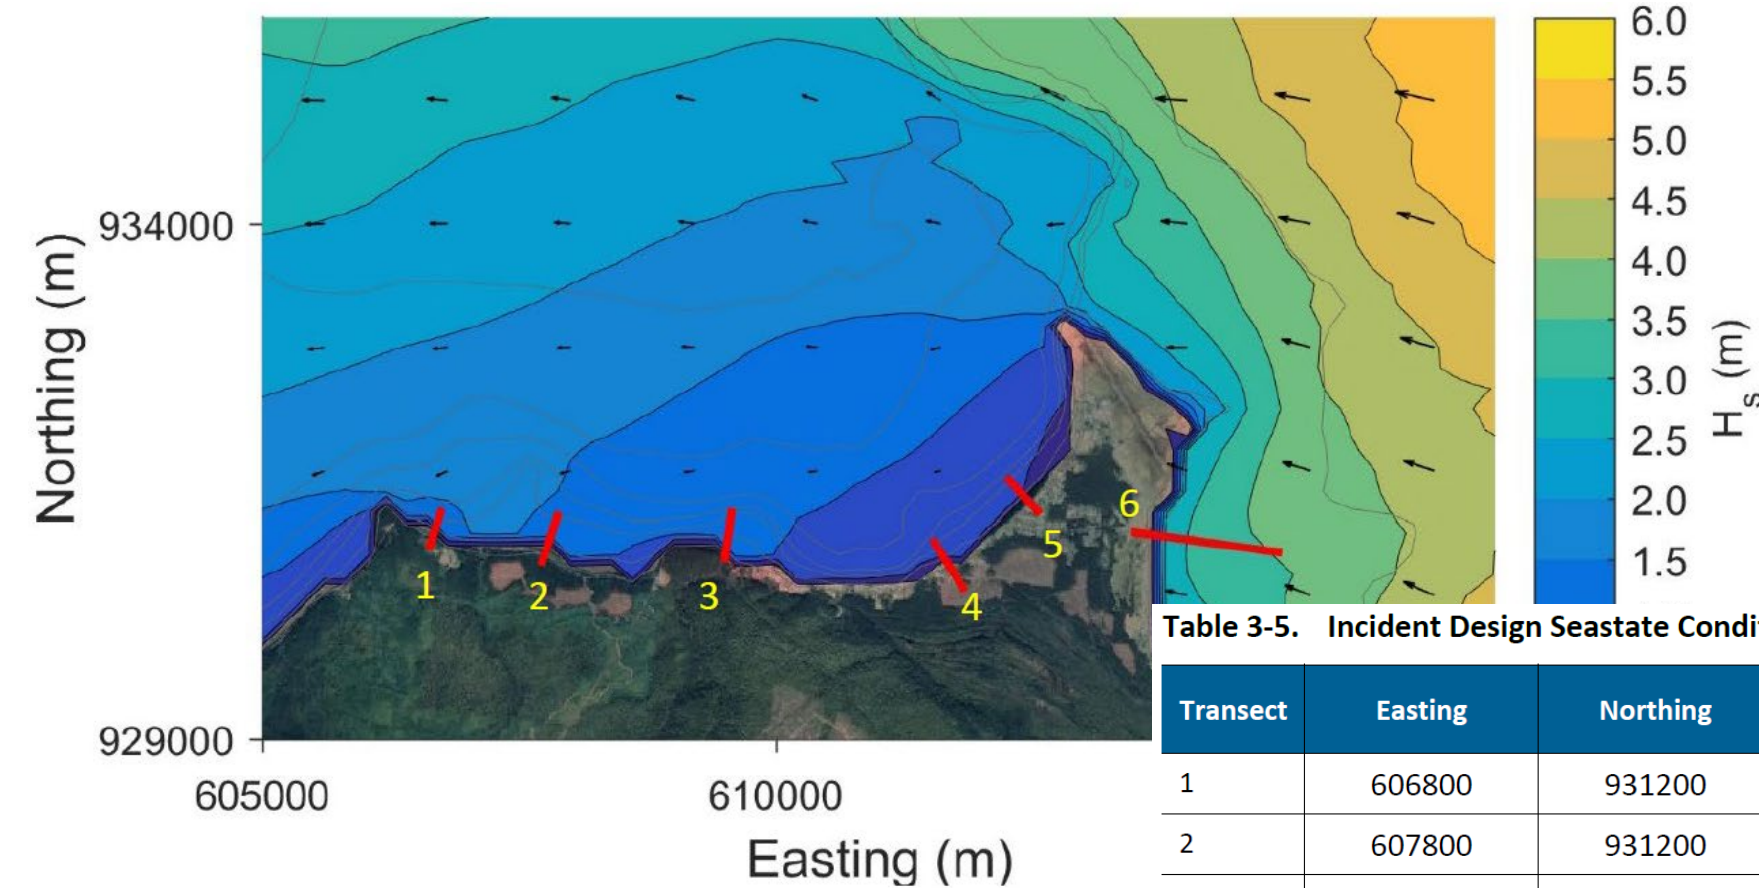 6.0
5.5
5.0
4.5
4.0
3.5
3.0
2.5
2.0
1.5
Hs (m)
Northing (m)
934000
929000
605000
610000
Easting (m)
1
2
3
4
5
6
Table 3-5. Incident Design Seastate
Transect Easting Northing
1 606800 931200
2 607800 931200